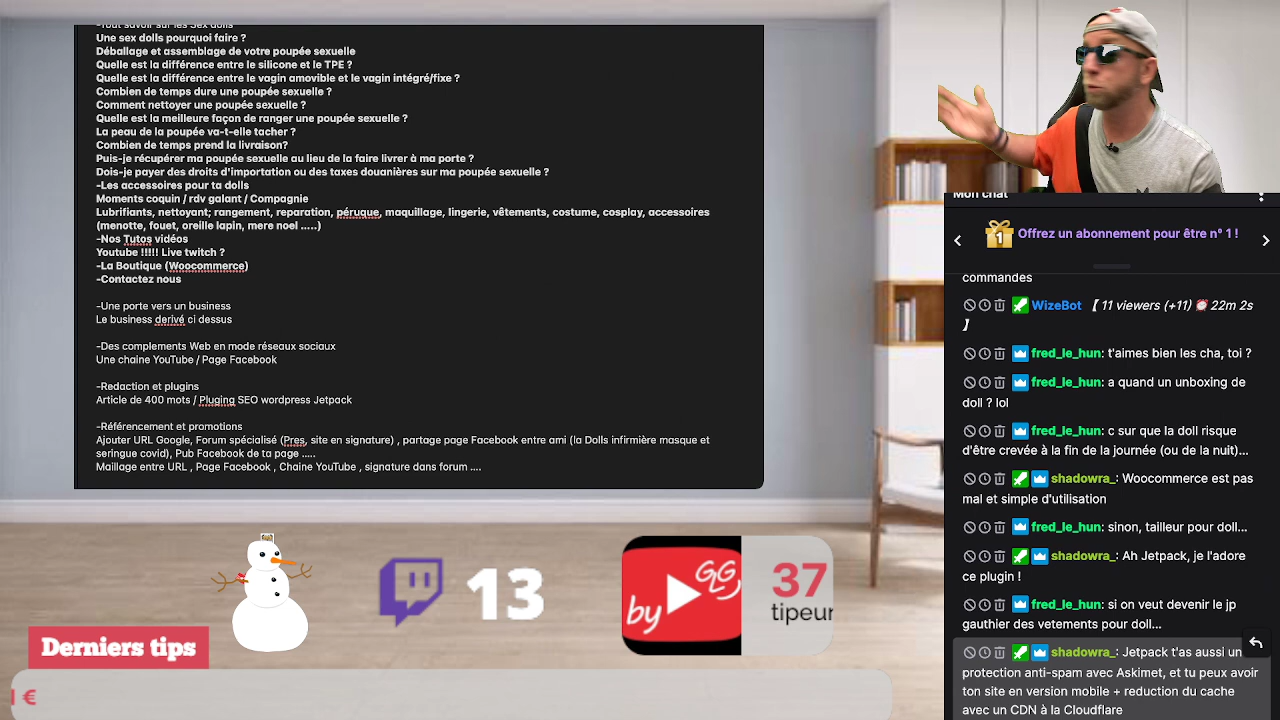 -Tout savoir sur les Sex dolls
Une sex dolls pourquoi faire ?
Déballage et assemblage de votre poupée sexuelle
Quelle est la différence entre le silicone et le TPE ?
Quelle est la différence entre le vagin amovible et le vagin intégré/fixe ?
Combien de temps dure une poupée sexuelle ?
Comment nettoyer une poupée sexuelle ?
Quelle est la meilleure façon de ranger une poupée sexuelle ?
La peau de la poupée va-t-elle tacher ?
Combien de temps prend la livraison?
Puis-je récupérer ma poupée sexuelle au lieu de la faire livrer à ma porte ?
Dois-je payer des droits d'importation ou des taxes douanières sur ma poupée sexuelle ?
-Les accessoires pour ta dolls
Moments coquin / rdv galant / Compagnie
Lubrifiants, nettoyant; rangement, reparation, péruque, maquillage, lingerie, vêtements, costume, cosplay, accessoires
(menotte, fouet, oreille lapin, mere noel .....)
-Nos Tutos vidéos
Youtube !!!!! Live twitch ?
-La Boutique (Woocommerce)
-Contactez nous
-Une porte vers un business
Le business derivé ci dessus
-Des complements Web en mode réseaux sociaux
Une chaine YouTube / Page Facebook
-Redaction et plugins
Article de 400 mots / Pluging SEO wordpress Jetpack
-Référencement et promotions
Ajouter URL Google, Forum spécialisé (Pres, site en signature) , partage page Facebook entre ami (la Dolls infirmière masque et
seringue covid), Pub Facebook de ta page .....
Maillage entre URL , Page Facebook , Chaine YouTube , signature dans forum ....
Mon chat
1 Offrez un abonnement pour être n° 1 !
commandes
WizeBot 【 11 viewers (+11) ⏰ 22m 2s
】
fred_le_hun: t'aimes bien les cha, toi ?
fred_le_hun: a quand un unboxing de
doll ? lol
fred_le_hun: c sur que la doll risque
d'être crevée à la fin de la journée (ou de la nuit)...
shadowra_: Woocommerce est pas
mal et simple d'utilisation
fred_le_hun: sinon, tailleur pour doll...
shadowra_: Ah Jetpack, je l'adore
ce plugin !
fred_le_hun: si on veut devenir le jp
gauthier des vetements pour doll...
shadowra_: Jetpack t'as aussi un
protection anti-spam avec Askimet, et tu peux avoir
ton site en version mobile + reduction du cache
avec un CDN à la Cloudflare
13
by GLG
37
tipeur
Derniers tips
€